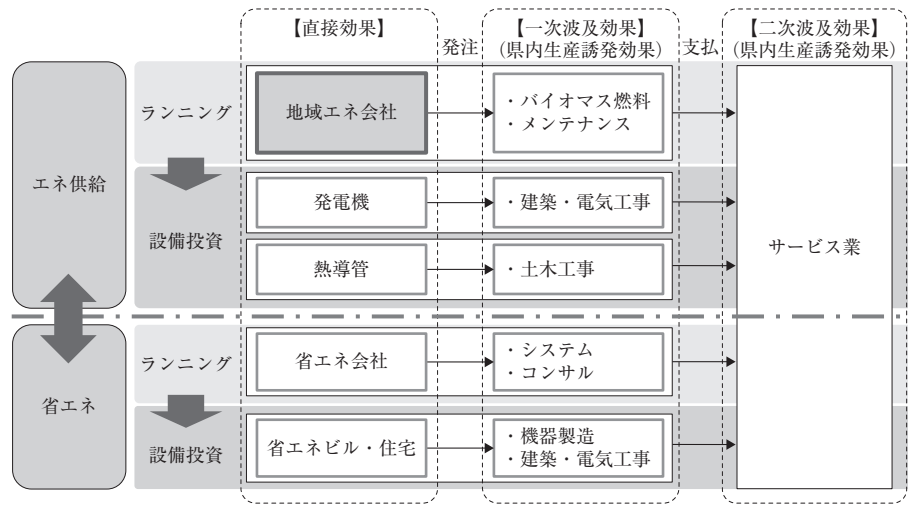 【直接効果】
発注
【一次波及効果】
（県内生産誘発効果）
支払
【二次波及効果】
（県内生産誘発効果）
エネ供給
ランニング
地域エネ会社
・バイオマス燃料
・メンテナンス
設備投資
発電機
・建築・電気工事
熱導管
・土木工事
サービス業
省エネ
ランニング
省エネ会社
・システム
・コンサル
設備投資
省エネビル・住宅
・機器製造
・建築・電気工事